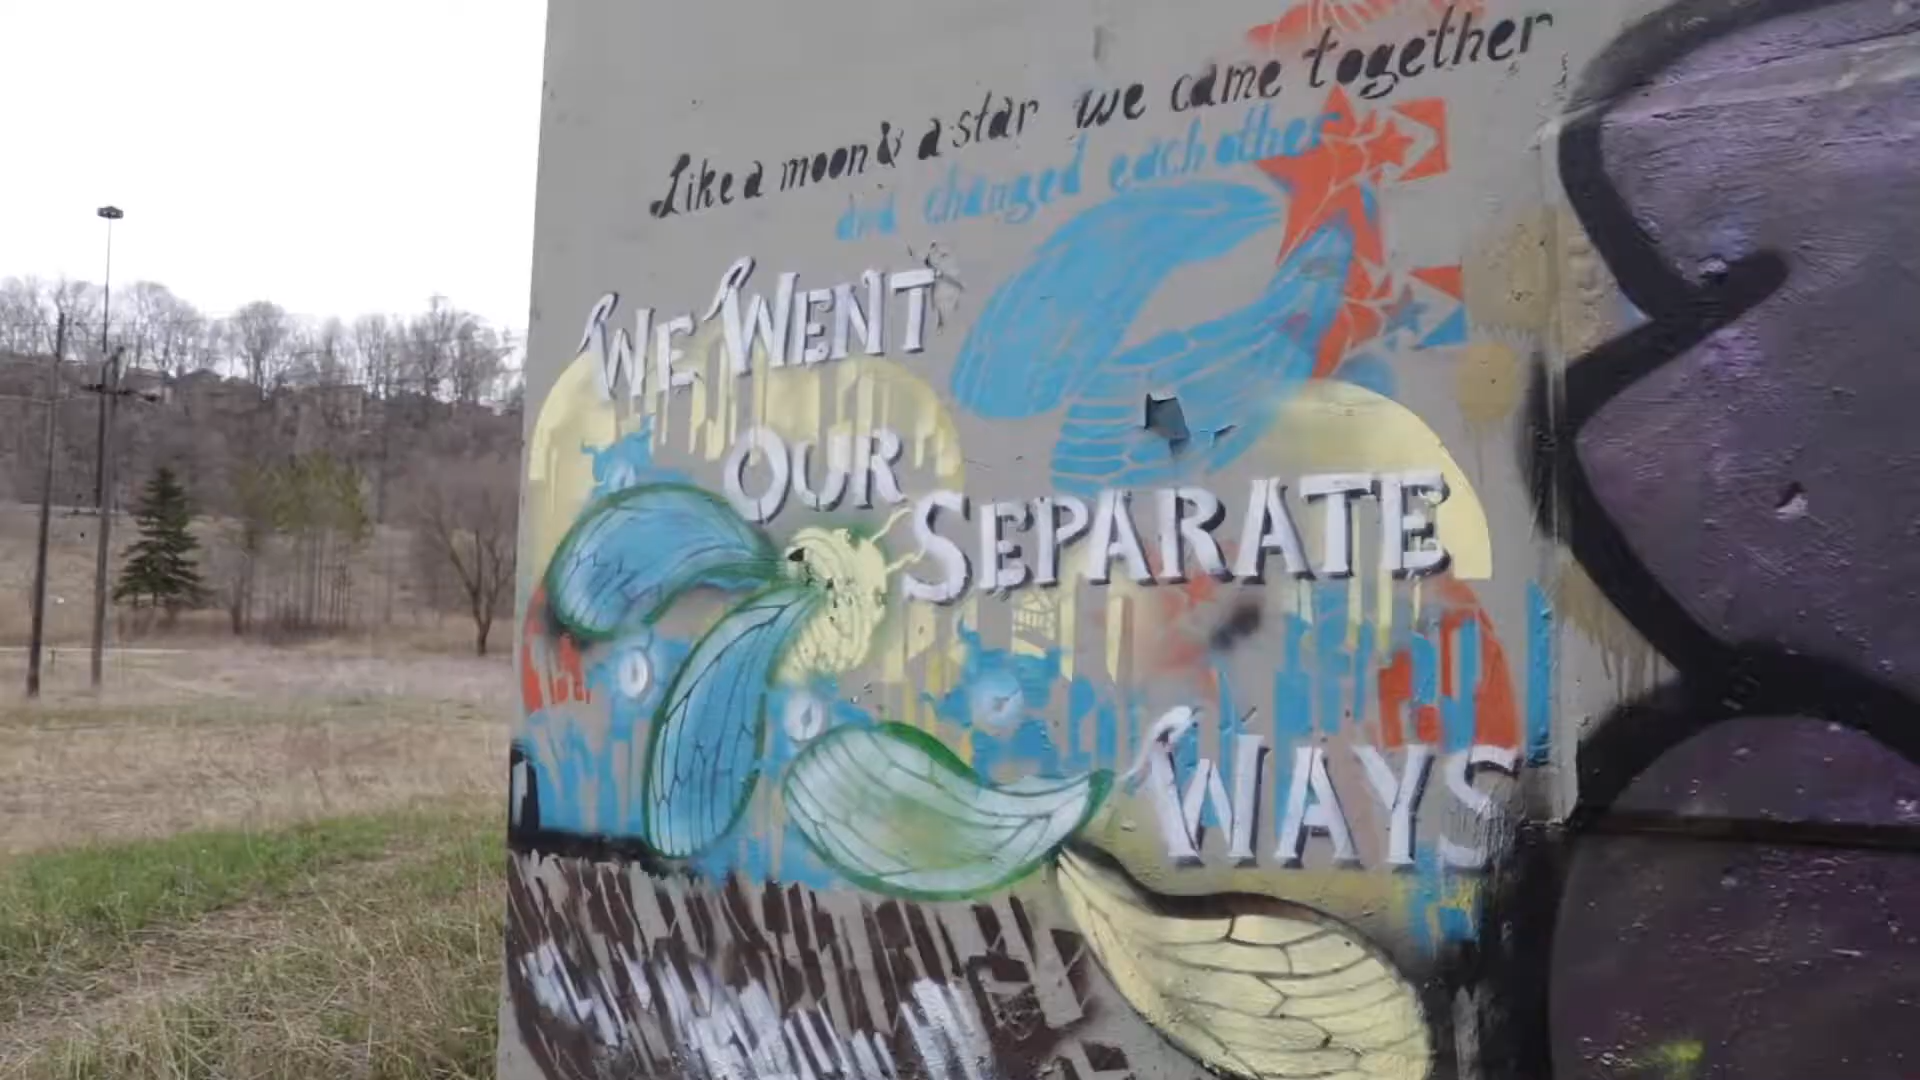 Like a moon & a star we came together
and changed each other
WE WENT
OUR SEPARATE
WAYS